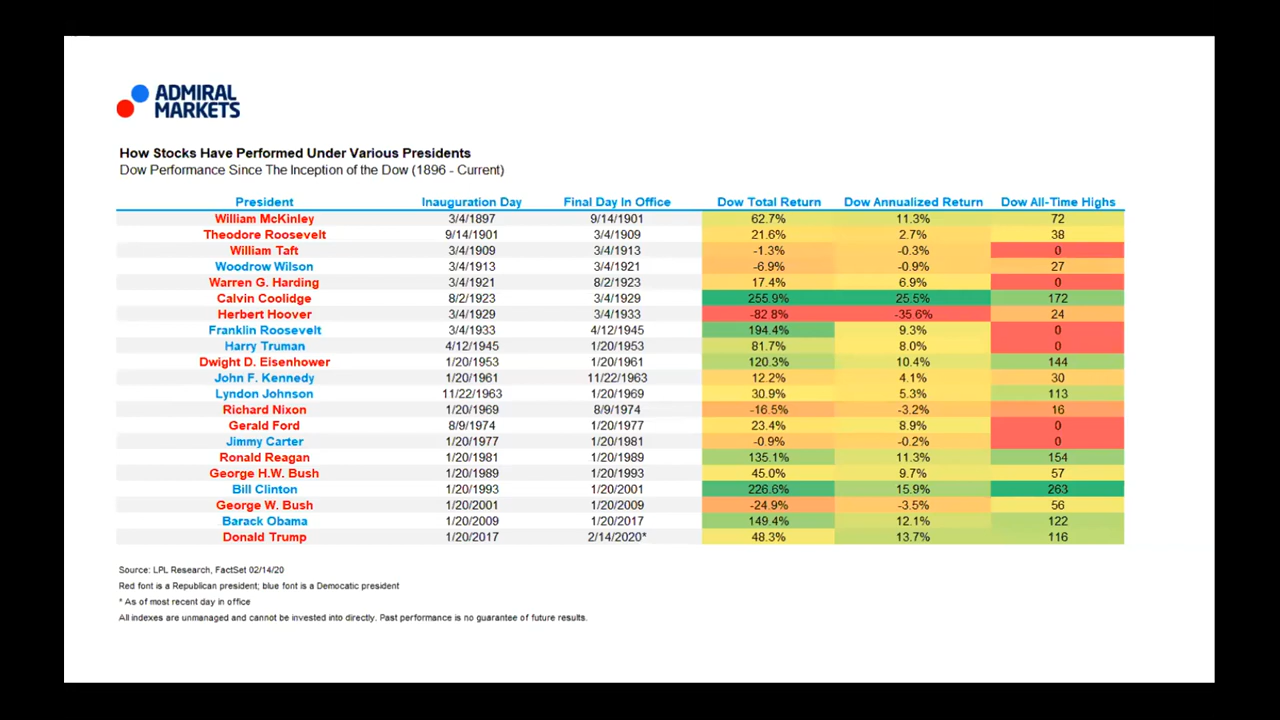 ADMIRAL
MARKETS
How Stocks Have Performed Under Various Presidents
Dow Performance Since The Inception of the Dow (1896 - Current)
President Inauguration Day Final Day In Office Dow Total Return Dow Annualized Return Dow All-Time Highs
William McKinley 3/4/1897 9/14/1901 62.7% 11.3% 72
Theodore Roosevelt 9/14/1901 3/4/1909 21.6% 2.7% 38
William Taft 3/4/1909 3/4/1913 -1.3% -0.3% 0
Woodrow Wilson 3/4/1913 3/4/1921 -6.9% -0.9% 27
Warren G. Harding 3/4/1921 8/2/1923 17.4% 6.9% 0
Calvin Coolidge 8/2/1923 3/4/1929 255.9% 25.5% 172
Herbert Hoover 3/4/1929 3/4/1933 -82.8% -35.6% 24
Franklin Roosevelt 3/4/1933 4/12/1945 194.4% 9.3% 0
Harry Truman 4/12/1945 1/20/1953 81.7% 8.0% 0
Dwight D. Eisenhower 1/20/1953 1/20/1961 120.3% 10.4% 144
John F. Kennedy 1/20/1961 11/22/1963 12.2% 4.1% 30
Lyndon Johnson 11/22/1963 1/20/1969 30.9% 5.3% 113
Richard Nixon 1/20/1969 8/9/1974 -16.5% -3.2% 16
Gerald Ford 8/9/1974 1/20/1977 23.4% 8.9% 0
Jimmy Carter 1/20/1977 1/20/1981 -0.9% -0.2% 0
Ronald Reagan 1/20/1981 1/20/1989 135.1% 11.3% 154
George H.W. Bush 1/20/1989 1/20/1993 45.0% 9.7% 57
Bill Clinton 1/20/1993 1/20/2001 226.6% 15.9% 263
George W. Bush 1/20/2001 1/20/2009 -24.9% -3.5% 56
Barack Obama 1/20/2009 1/20/2017 149.4% 12.1% 122
Donald Trump 1/20/2017 2/14/2020* 48.3% 13.7% 116
Source: LPL Research, FactSet 02/14/20
Red font is a Republican president; blue font is a Democatic president
* As of most recent day in office
All indexes are unmanaged and cannot be invested into directly. Past performance is no guarantee of future results.